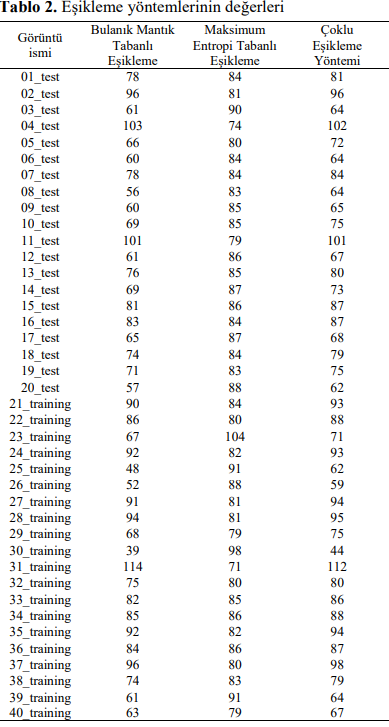 Tablo 2. Eşikleme yöntemlerinin değerleri
Görüntü ismi Bulanık Mantık Tabanlı Eşikleme Maksimum Entropi Tabanlı Eşikleme Çoklu Eşikleme Yöntemi
01_test 78 84 81
02_test 96 81 96
03_test 61 90 64
04_test 103 74 102
05_test 66 80 72
06_test 60 84 64
07_test 78 84 84
08_test 56 83 64
09_test 60 85 65
10_test 69 85 75
11_test 101 79 101
12_test 61 86 67
13_test 76 85 80
14_test 69 87 73
15_test 81 86 87
16_test 83 84 87
17_test 65 87 68
18_test 74 84 79
19_test 71 83 75
20_test 57 88 62
21_training 90 84 93
22_training 86 80 88
23_training 67 104 71
24_training 92 82 93
25_training 48 91 62
26_training 52 88 59
27_training 91 81 94
28_training 94 81 95
29_training 68 79 75
30_training 39 98 44
31_training 114 71 112
32_training 75 80 80
33_training 82 85 86
34_training 85 86 88
35_training 92 82 94
36_training 84 86 87
37_training 96 80 98
38_training 74 83 79
39_training 61 91 64
40_training 63 79 67